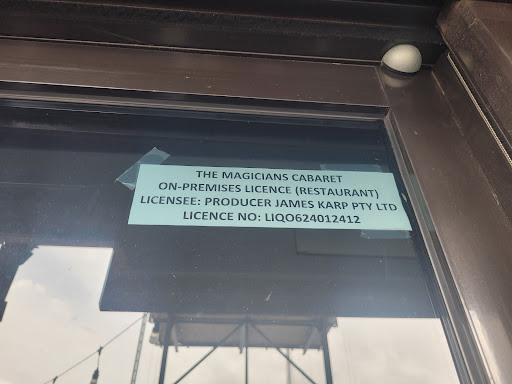 THE MAGICIANS CABARET
ON-PREMISES LICENCE (RESTAURANT)
LICENSEE: PRODUCER JAMES KARP PTY LTD
LICENCE NO: LIQO624012412